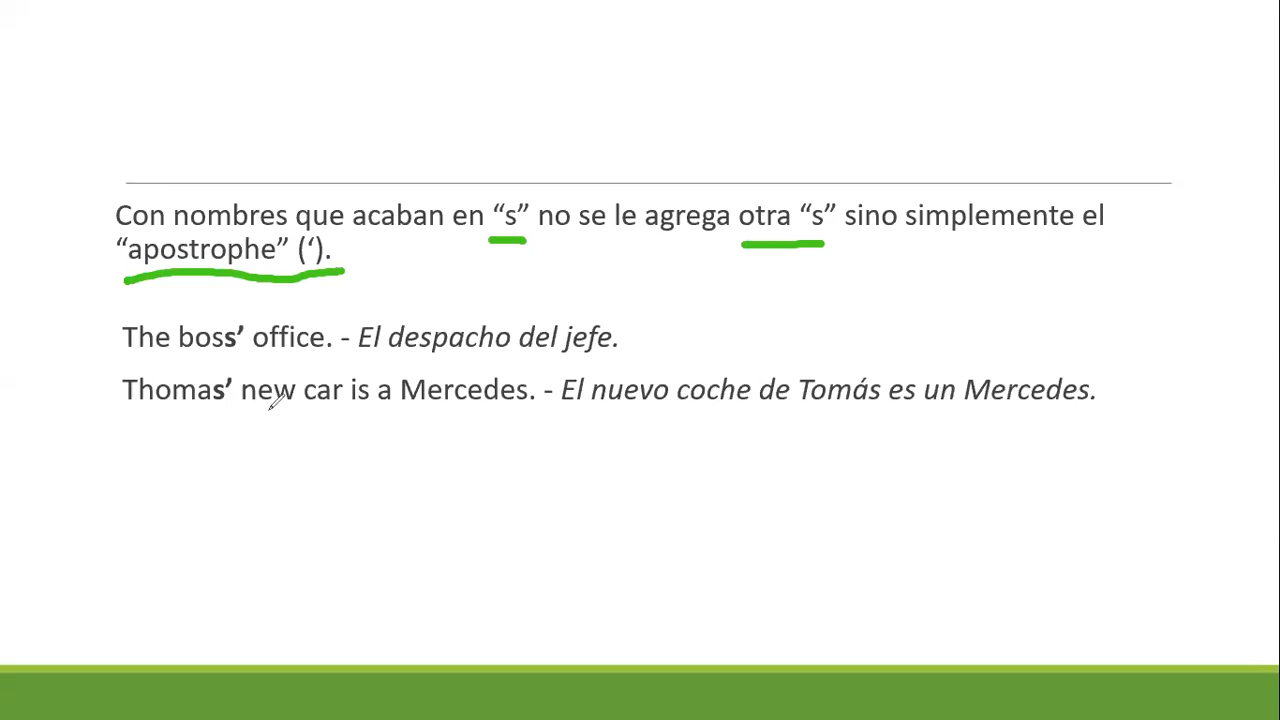 Con nombres que acaban en “s” no se le agrega otra “s” sino simplemente el
“apostrophe” (‘).
The boss’ office. - El despacho del jefe.
Thomas’ new car is a Mercedes. - El nuevo coche de Tomás es un Mercedes.